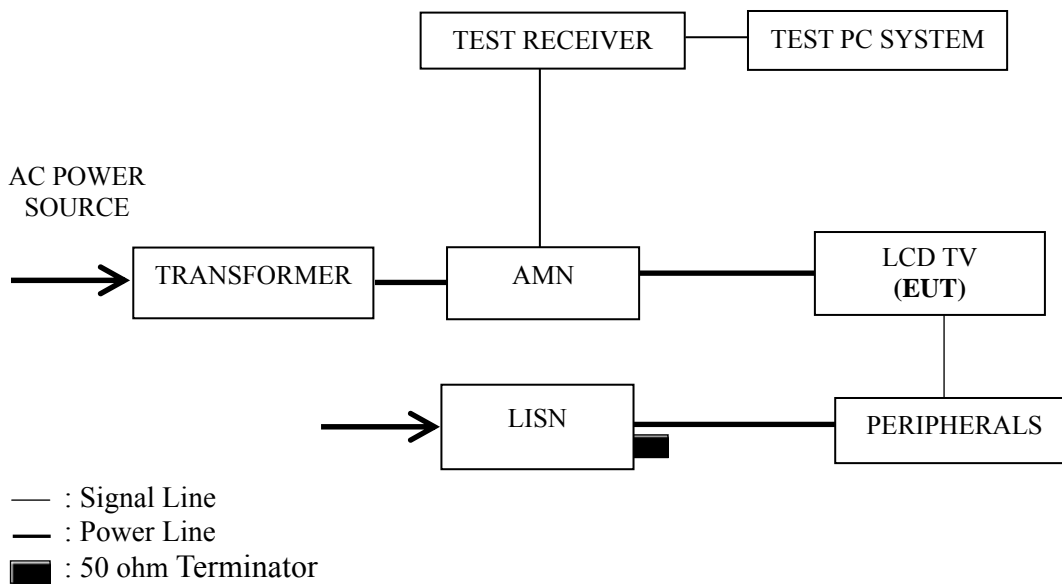 TEST RECEIVER
TEST PC SYSTEM
AC POWER
SOURCE
TRANSFORMER
AMN
LCD TV
(EUT)
LISN
PERIPHERALS
: Signal Line
: Power Line
: 50 ohm Terminator